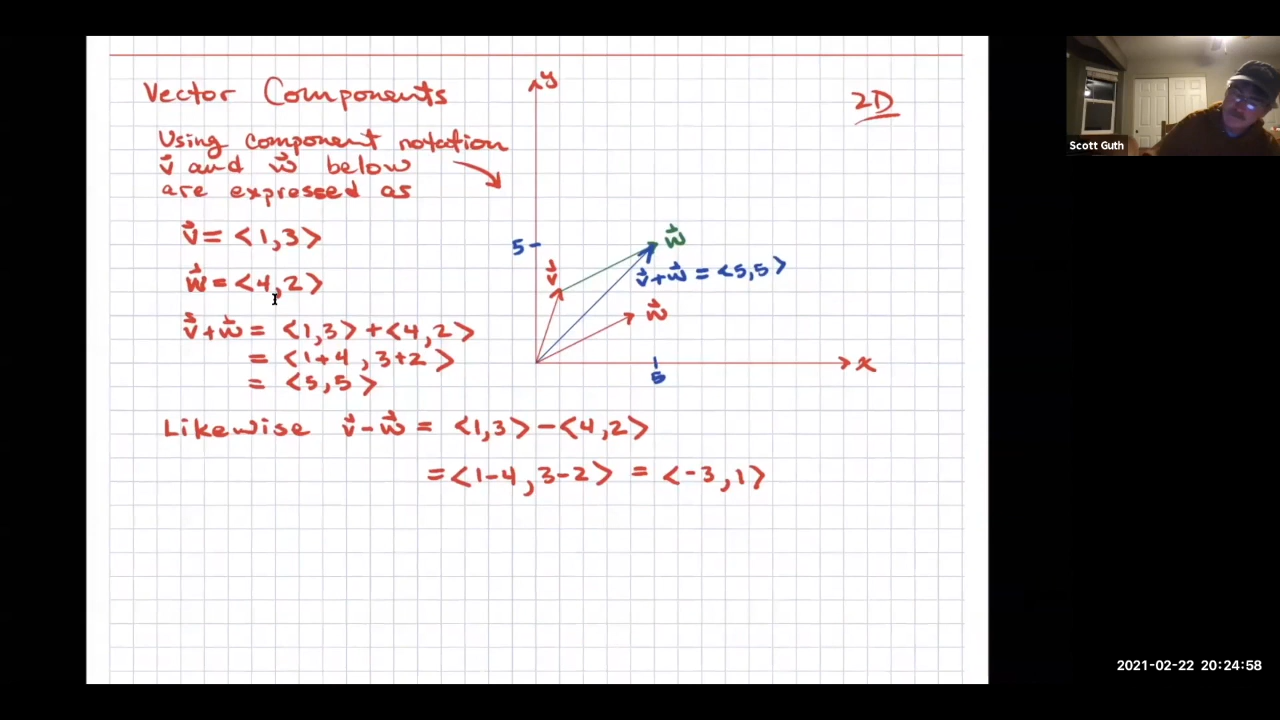 Vector Components
2D
Using component notation
v⃗ and w⃗ below
are expressed as
v⃗ = <1,3>
w⃗ = <4,2>
v⃗+w⃗ = <1,3> + <4,2>
= <1+4, 3+2>
= <5,5>
y
5
w⃗
v⃗
v⃗+w⃗ = <5,5>
w⃗
x
5
Likewise v⃗-w⃗ = <1,3> - <4,2>
= <1-4, 3-2> = <-3,1>
Scott Guth
2021-02-22 20:24:58